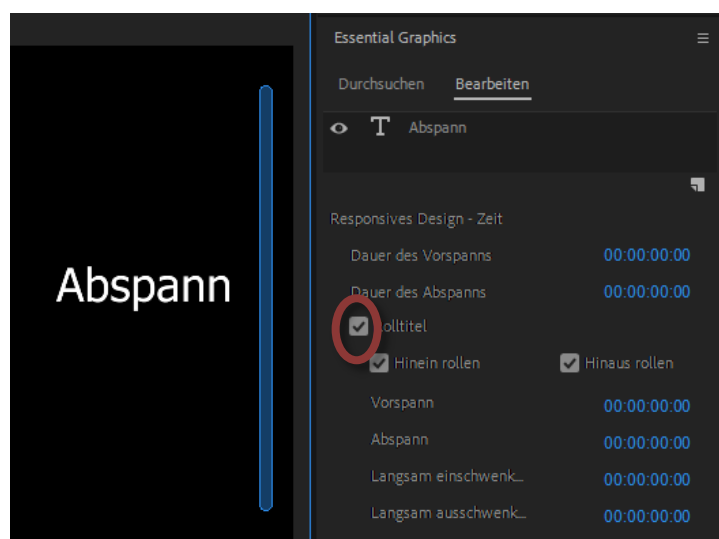 Essential Graphics
Durchsuchen Bearbeiten
T Abspann
Responsives Design - Zeit
Dauer des Vorspanns 00:00:00:00
Dauer des Abspanns 00:00:00:00
Rolltitel
Hinein rollen Hinaus rollen
Vorspann 00:00:00:00
Abspann 00:00:00:00
Langsam einschwenk... 00:00:00:00
Langsam ausschwenk... 00:00:00:00
Abspann